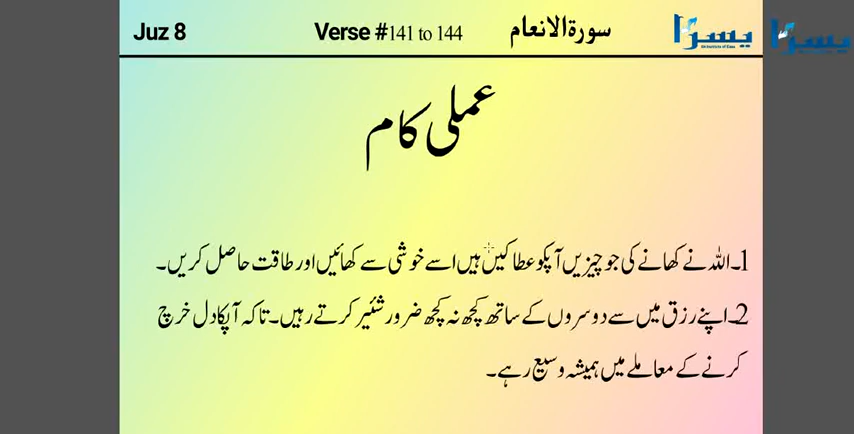 Juz 8 Verse #141 to 144 سورۃ الانعام یسرا
عملی کام
1۔اللہ نے کھانے کی جو چیزیں آپکو عطا کیں ہیں اسے خوشی سے کھائیں اور طاقت حاصل کریں۔
2۔اپنے رزق میں سے دوسروں کے ساتھ کچھ نہ کچھ ضرور شئیر کرتے رہیں۔تاکہ آپکا دل خرچ
کرنے کے معاملے میں ہمیشہ وسیع رہے۔